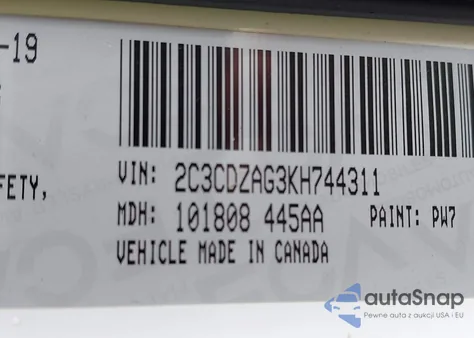 -19
FETY,
VIN: 2C3CDZAG3KH744311
MDH: 101808 445AA PAINT: PW7
VEHICLE MADE IN CANADA
autaSnap
Pewne auta z aukcji USA i EU